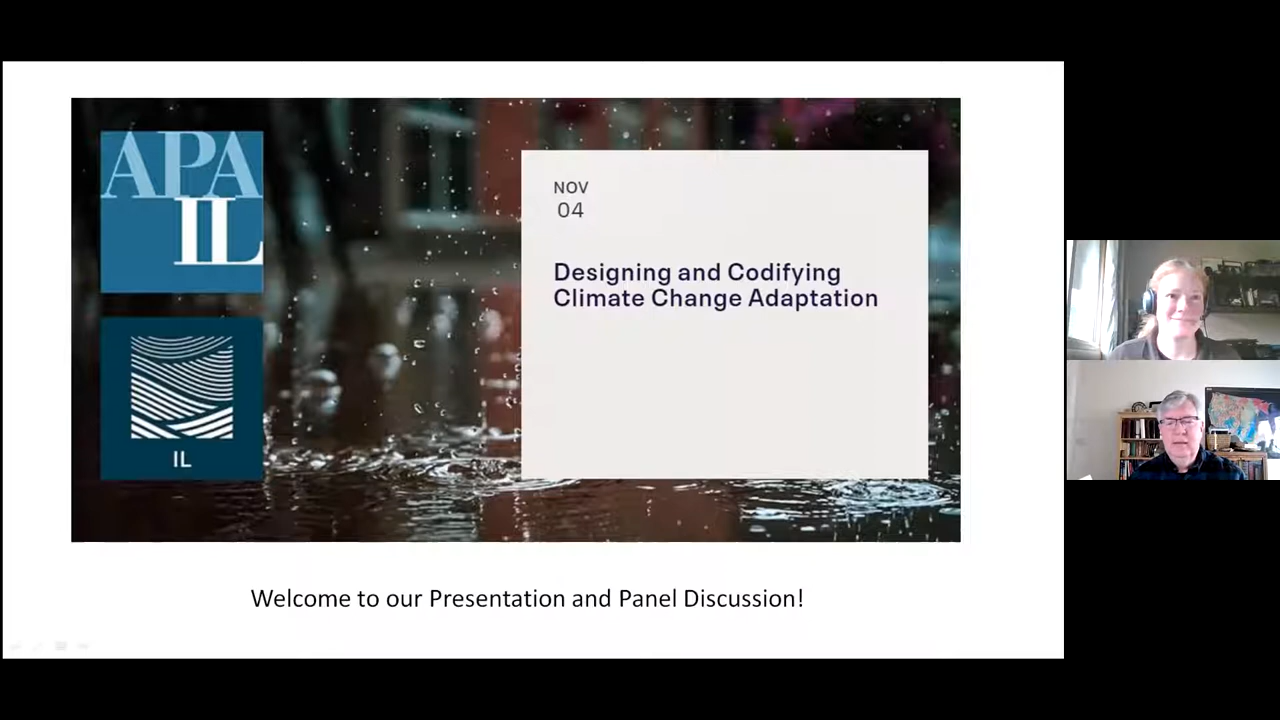 APA
IL
IL
NOV
04
Designing and Codifying
Climate Change Adaptation
Welcome to our Presentation and Panel Discussion!